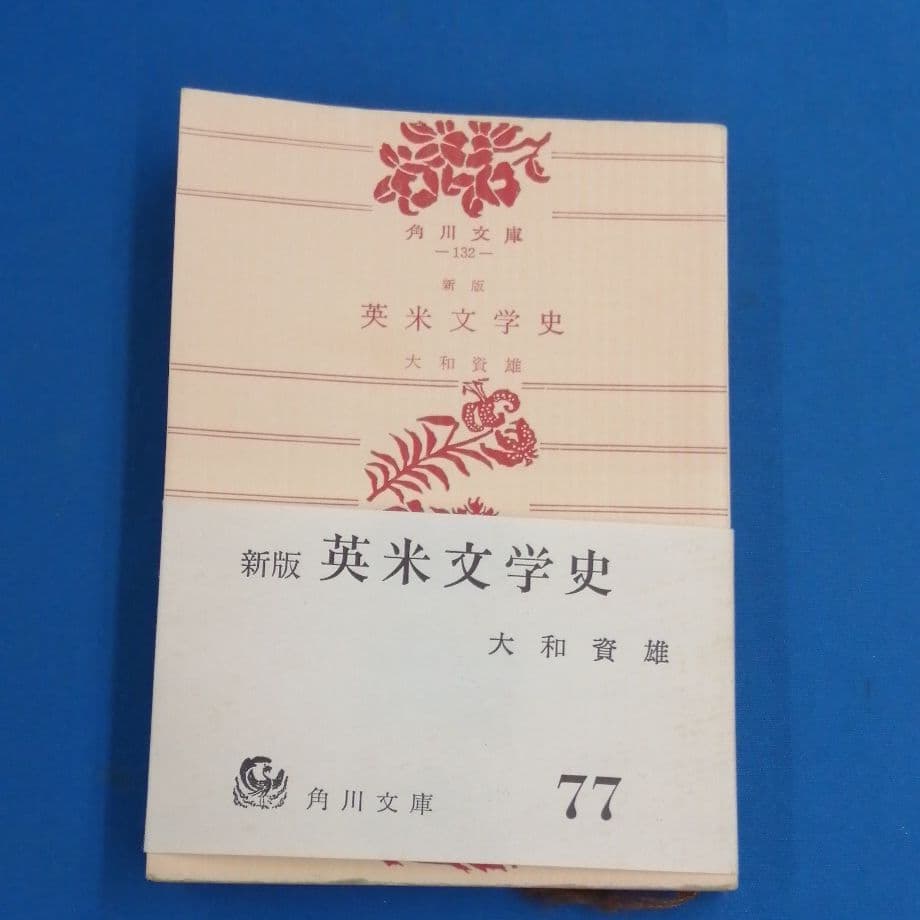 角川文庫
—132—
新版
英米文学史
大和資雄
新版 英米文学史
大和資雄
角川文庫 77